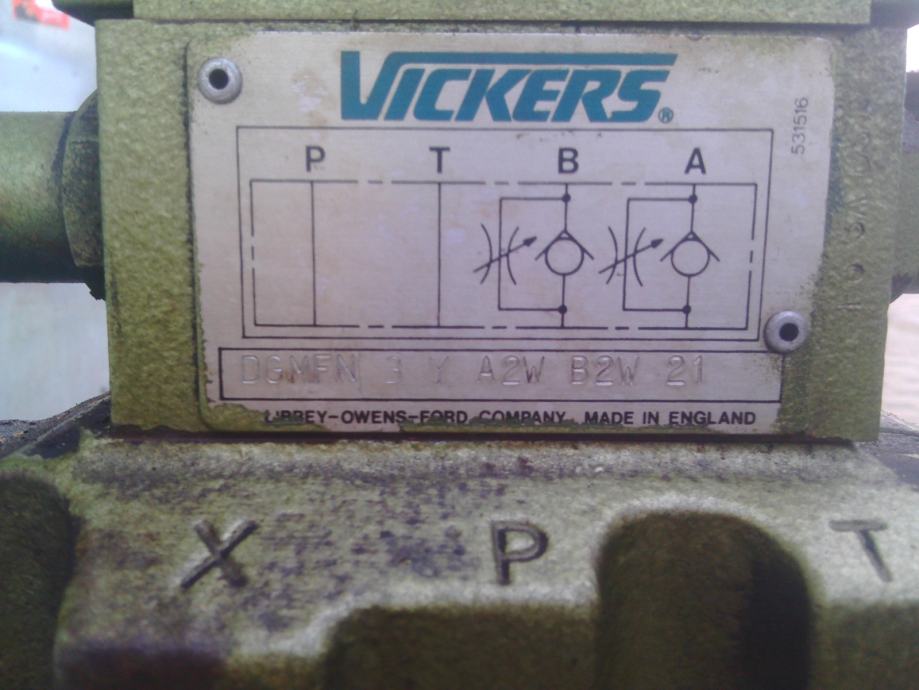 VICKERS®
531516
P T B A
DGMFN 3 Y A2W B2W 21
LIBBEY-OWENS-FORD COMPANY MADE IN ENGLAND
X P T